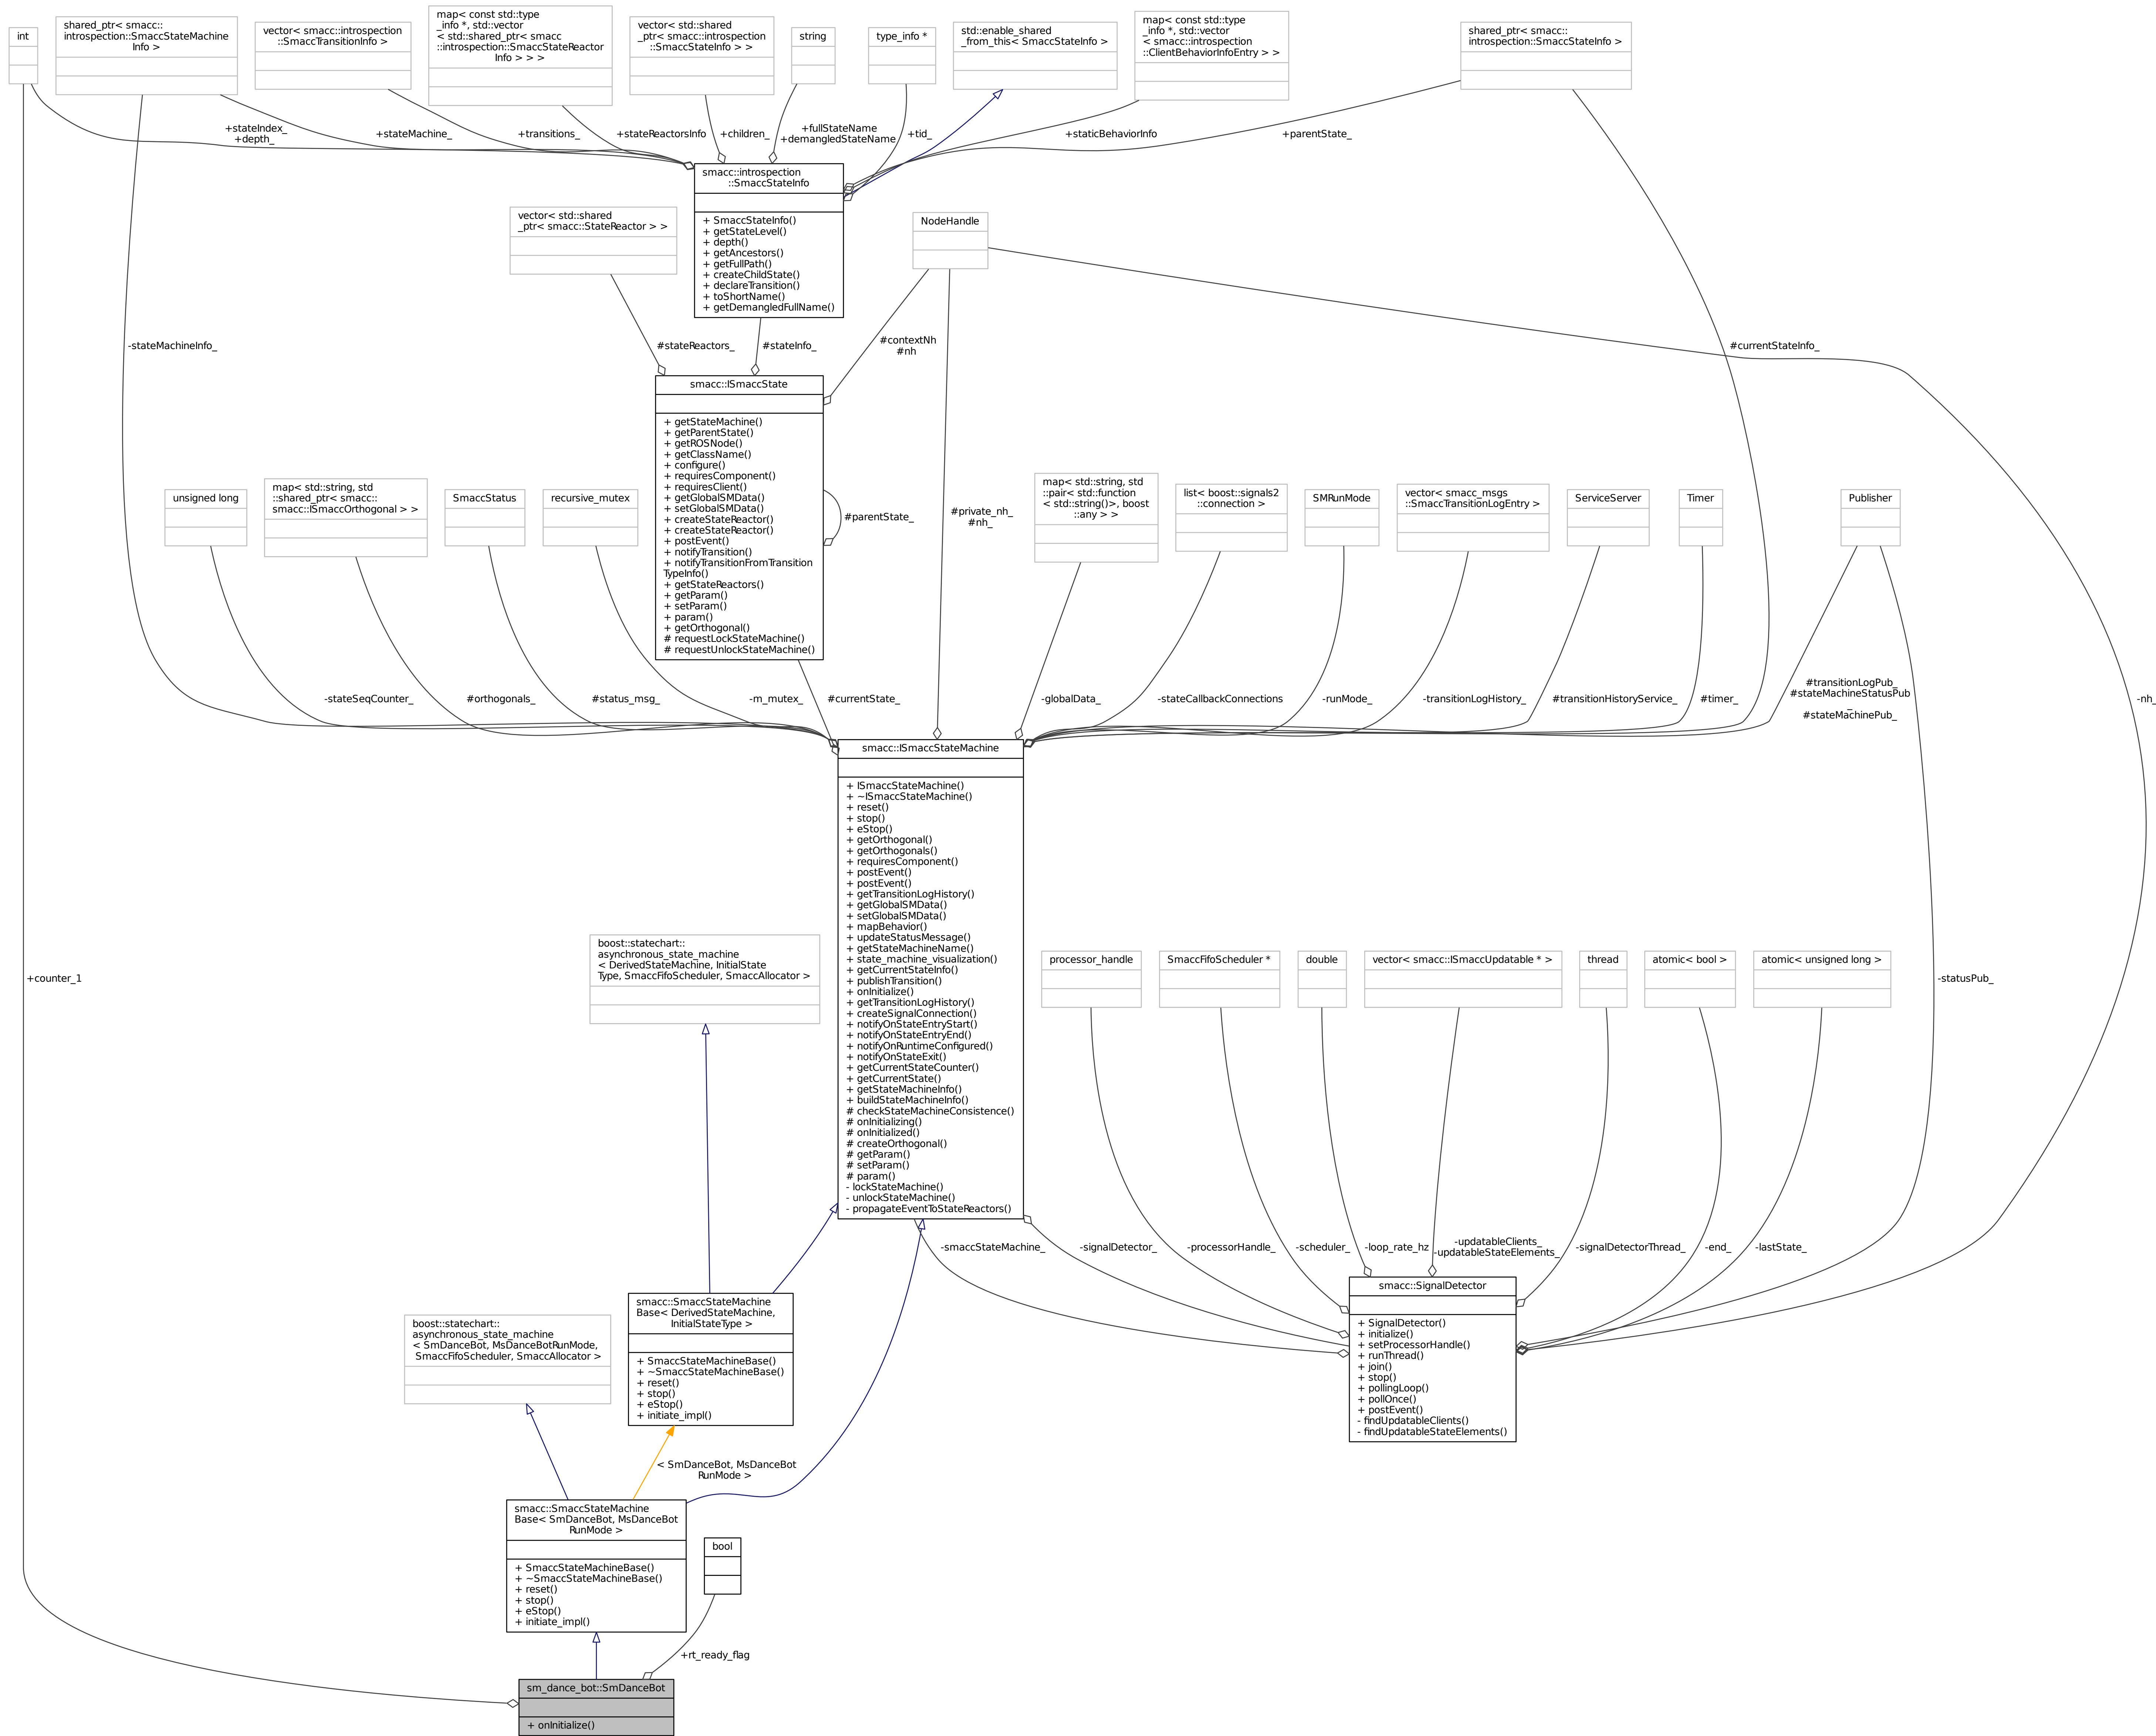 int
shared_ptr< smacc::
introspection::SmaccStateMachine
Info >
vector< smacc::introspection
::SmaccTransitionInfo >
map< const std::type
_info *, std::vector
< std::shared_ptr< smacc
::introspection::SmaccStateReactor
Info > > >
vector< std::shared
_ptr< smacc::introspection
::SmaccStateInfo > >
string
type_info *
std::enable_shared
_from_this< SmaccStateInfo >
map< const std::type
_info *, std::vector
< smacc::introspection
::ClientBehaviorInfoEntry > >
shared_ptr< smacc::
introspection::SmaccStateInfo >
+stateIndex_
+depth_
+stateMachine_
+transitions_
+stateReactorsInfo
+children_
+fullStateName
+demangledStateName
+tid_
+staticBehaviorInfo
+parentState_
smacc::introspection
::SmaccStateInfo
+ SmaccStateInfo()
+ getStateLevel()
+ depth()
+ getAncestors()
+ getFullPath()
+ createChildState()
+ declareTransition()
+ toShortName()
+ getDemangledFullName()
vector< std::shared
_ptr< smacc::StateReactor > >
NodeHandle
-stateMachineInfo_
#stateReactors_
#stateInfo_
#contextNh
#nh
#currentStateInfo_
smacc::ISmaccState
+ getStateMachine()
+ getParentState()
+ getROSNode()
+ getClassName()
+ configure()
+ requiresComponent()
+ requiresClient()
+ getGlobalSMData()
+ setGlobalSMData()
+ createStateReactor()
+ createStateReactor()
+ postEvent()
+ notifyTransition()
+ notifyTransitionFromTransition
TypeInfo()
+ getStateReactors()
+ getParam()
+ setParam()
+ param()
+ getOrthogonal()
# requestLockStateMachine()
# requestUnlockStateMachine()
#parentState_
#private_nh_
#nh_
unsigned long
map< std::string, std
::shared_ptr< smacc::
smacc::ISmaccOrthogonal > >
SmaccStatus
recursive_mutex
map< std::string, std
::pair< std::function
< std::string()>, boost
::any > >
list< boost::signals2
::connection >
SMRunMode
vector< smacc_msgs
::SmaccTransitionLogEntry >
ServiceServer
Timer
Publisher
-stateSeqCounter_
#orthogonals_
#status_msg_
-m_mutex_
#currentState_
-globalData_
-stateCallbackConnections
-runMode_
-transitionLogHistory_
#transitionHistoryService_
#timer_
#transitionLogPub_
#stateMachineStatusPub
_
#stateMachinePub_
-nh_
smacc::ISmaccStateMachine
+ ISmaccStateMachine()
+ ~ISmaccStateMachine()
+ reset()
+ stop()
+ eStop()
+ getOrthogonal()
+ getOrthogonals()
+ requiresComponent()
+ postEvent()
+ postEvent()
+ getTransitionLogHistory()
+ getGlobalSMData()
+ setGlobalSMData()
+ mapBehavior()
+ updateStatusMessage()
+ getStateMachineName()
+ state_machine_visualization()
+ getCurrentStateInfo()
+ publishTransition()
+ onInitialize()
+ getTransitionLogHistory()
+ createSignalConnection()
+ notifyOnStateEntryStart()
+ notifyOnStateEntryEnd()
+ notifyOnRuntimeConfigured()
+ notifyOnStateExit()
+ getCurrentStateCounter()
+ getCurrentState()
+ getStateMachineInfo()
+ buildStateMachineInfo()
# checkStateMachineConsistence()
# onInitializing()
# onInitialized()
# createOrthogonal()
# getParam()
# setParam()
# param()
- lockStateMachine()
- unlockStateMachine()
- propagateEventToStateReactors()
boost::statechart::
asynchronous_state_machine
< DerivedStateMachine, InitialState
Type, SmaccFifoScheduler, SmaccAllocator >
processor_handle
SmaccFifoScheduler *
double
vector< smacc::ISmaccUpdatable * >
thread
atomic< bool >
atomic< unsigned long >
+counter_1
-statusPub_
-smaccStateMachine_
-signalDetector_
-processorHandle_
-scheduler_
-loop_rate_hz
-updatableClients_
-updatableStateElements_
-signalDetectorThread_
-end_
-lastState_
smacc::SignalDetector
+ SignalDetector()
+ initialize()
+ setProcessorHandle()
+ runThread()
+ join()
+ stop()
+ pollingLoop()
+ pollOnce()
+ postEvent()
- findUpdatableClients()
- findUpdatableStateElements()
smacc::SmaccStateMachine
Base< DerivedStateMachine,
InitialStateType >
+ SmaccStateMachineBase()
+ ~SmaccStateMachineBase()
+ reset()
+ stop()
+ eStop()
+ initiate_impl()
boost::statechart::
asynchronous_state_machine
< SmDanceBot, MsDanceBotRunMode,
SmaccFifoScheduler, SmaccAllocator >
< SmDanceBot, MsDanceBot
RunMode >
smacc::SmaccStateMachine
Base< SmDanceBot, MsDanceBot
RunMode >
+ SmaccStateMachineBase()
+ ~SmaccStateMachineBase()
+ reset()
+ stop()
+ eStop()
+ initiate_impl()
bool
+rt_ready_flag
sm_dance_bot::SmDanceBot
+ onInitialize()